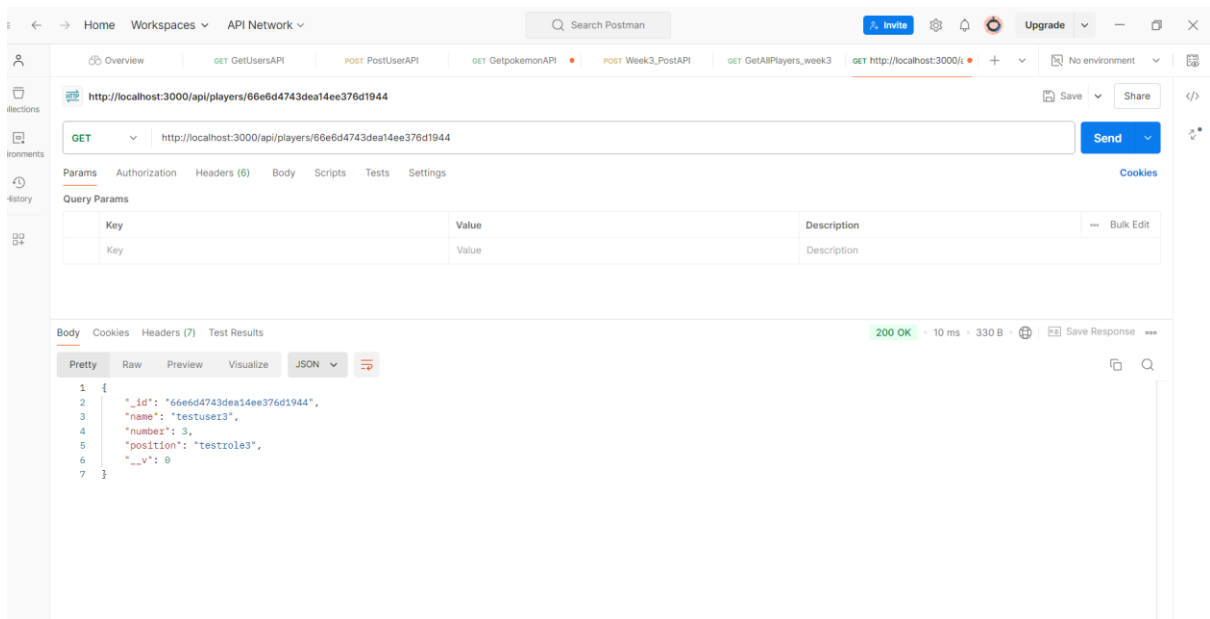 Home Workspaces API Network Search Postman Invite Upgrade
Overview GET GetUsersAPI POST PostUserAPI GET GetpokemonAPI POST Week3_PostAPI GET GetAllPlayers_week3 GET http://localhost:3000/ No environment
HTTP http://localhost:3000/api/players/66e6d4743dea14ee376d1944 Save Share
ollections
GET http://localhost:3000/api/players/66e6d4743dea14ee376d1944 Send
ironments
Params Authorization Headers (6) Body Scripts Tests Settings Cookies
History
Query Params
Key Value Description Bulk Edit
Key Value Description
Body Cookies Headers (7) Test Results 200 OK 10 ms 330 B Save Response
Pretty Raw Preview Visualize JSON
1 {
2 "_id": "66e6d4743dea14ee376d1944",
3 "name": "testuser3",
4 "number": 3,
5 "position": "testrole3",
6 "__v": 0
7 }